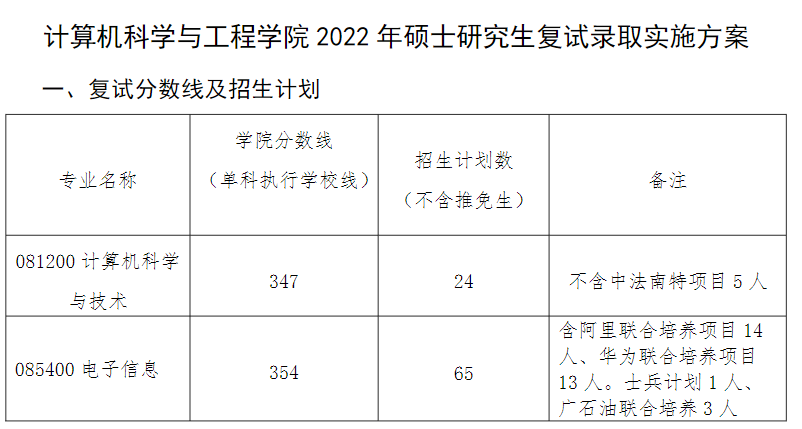 计算机科学与工程学院 2022 年硕士研究生复试录取实施方案
一、复试分数线及招生计划
专业名称
学院分数线
（单科执行学校线）
招生计划数
（不含推免生）
备注
081200 计算机科学
与技术
347
24
不含中法南特项目 5 人
085400 电子信息
354
65
含阿里联合培养项目 14
人、华为联合培养项目
13 人。士兵计划 1 人、
广石油联合培养 3 人